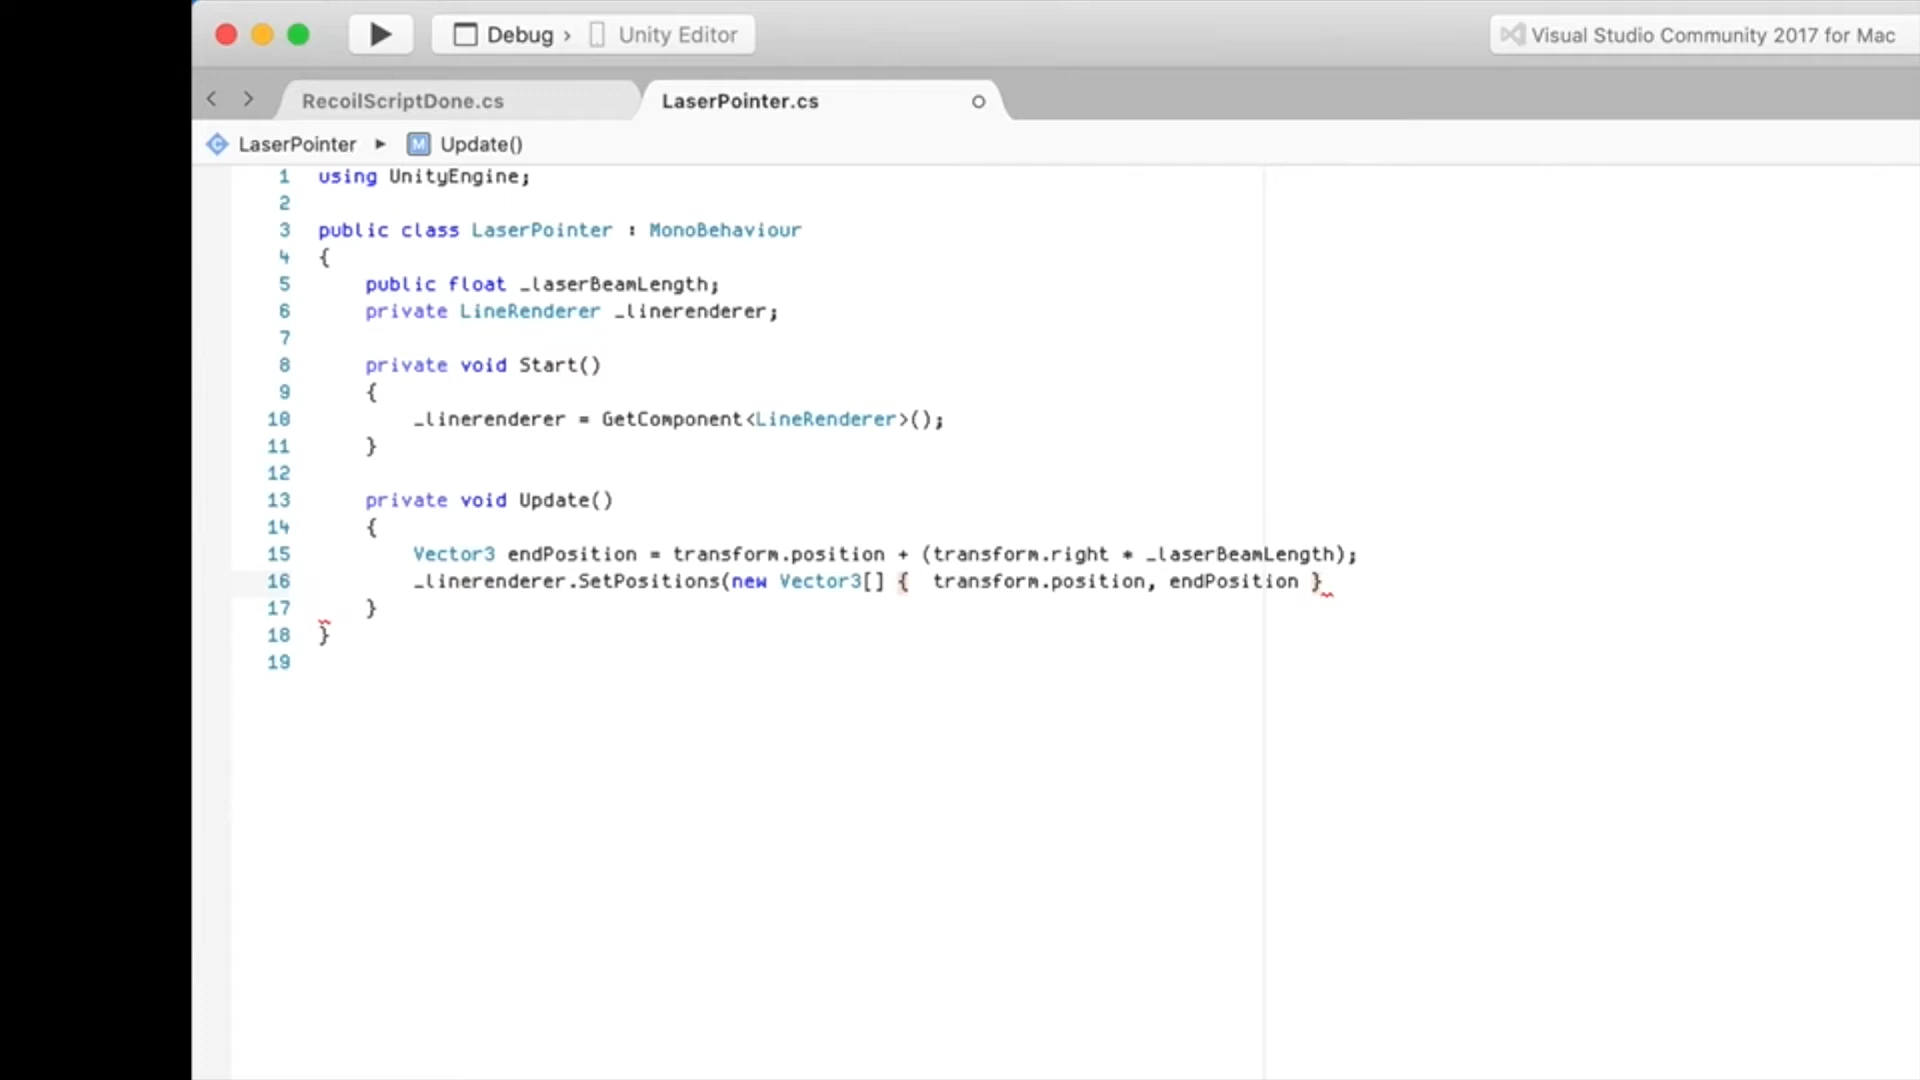 Debug › Unity Editor
Visual Studio Community 2017 for Mac
RecoilScriptDone.cs
LaserPointer.cs
LaserPointer ▸ M Update()
1 using UnityEngine;
2
3 public class LaserPointer : MonoBehaviour
4 {
5 public float _laserBeamLength;
6 private LineRenderer _linerenderer;
7
8 private void Start()
9 {
10 _linerenderer = GetComponent<LineRenderer>();
11 }
12
13 private void Update()
14 {
15 Vector3 endPosition = transform.position + (transform.right * _laserBeamLength);
16 _linerenderer.SetPositions(new Vector3[] {  transform.position, endPosition }
17 }
18 }
19